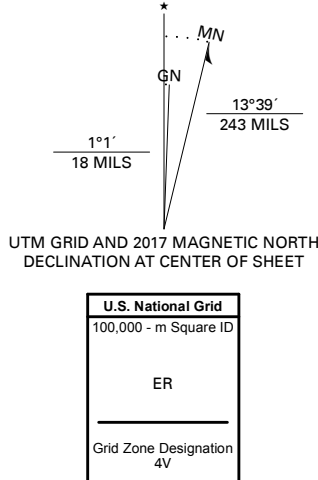 ★
MN
GN
13°39´
243 MILS
1°1´
18 MILS
UTM GRID AND 2017 MAGNETIC NORTH
DECLINATION AT CENTER OF SHEET
U.S. National Grid
100,000 - m Square ID
ER
Grid Zone Designation
4V